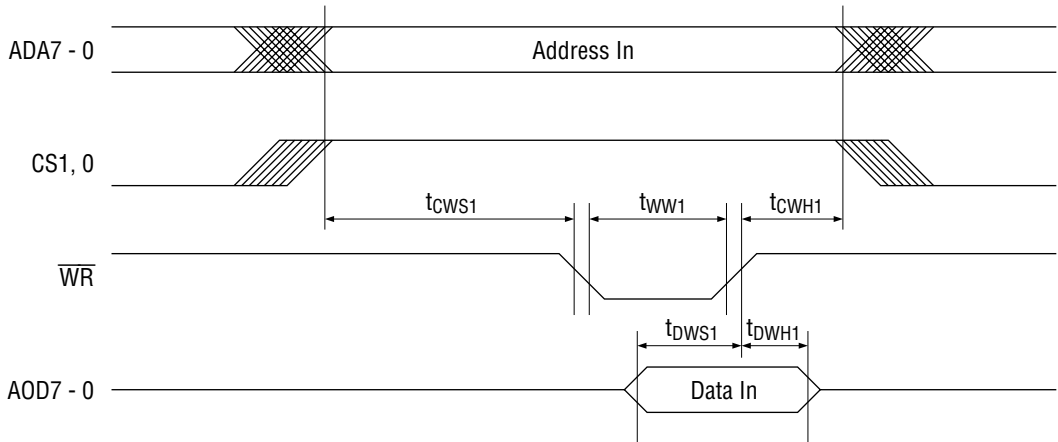 ADA7 - 0
Address In
CS1, 0
tCWS1
tWW1
tCWH1
WR
tDWS1
tDWH1
AOD7 - 0
Data In